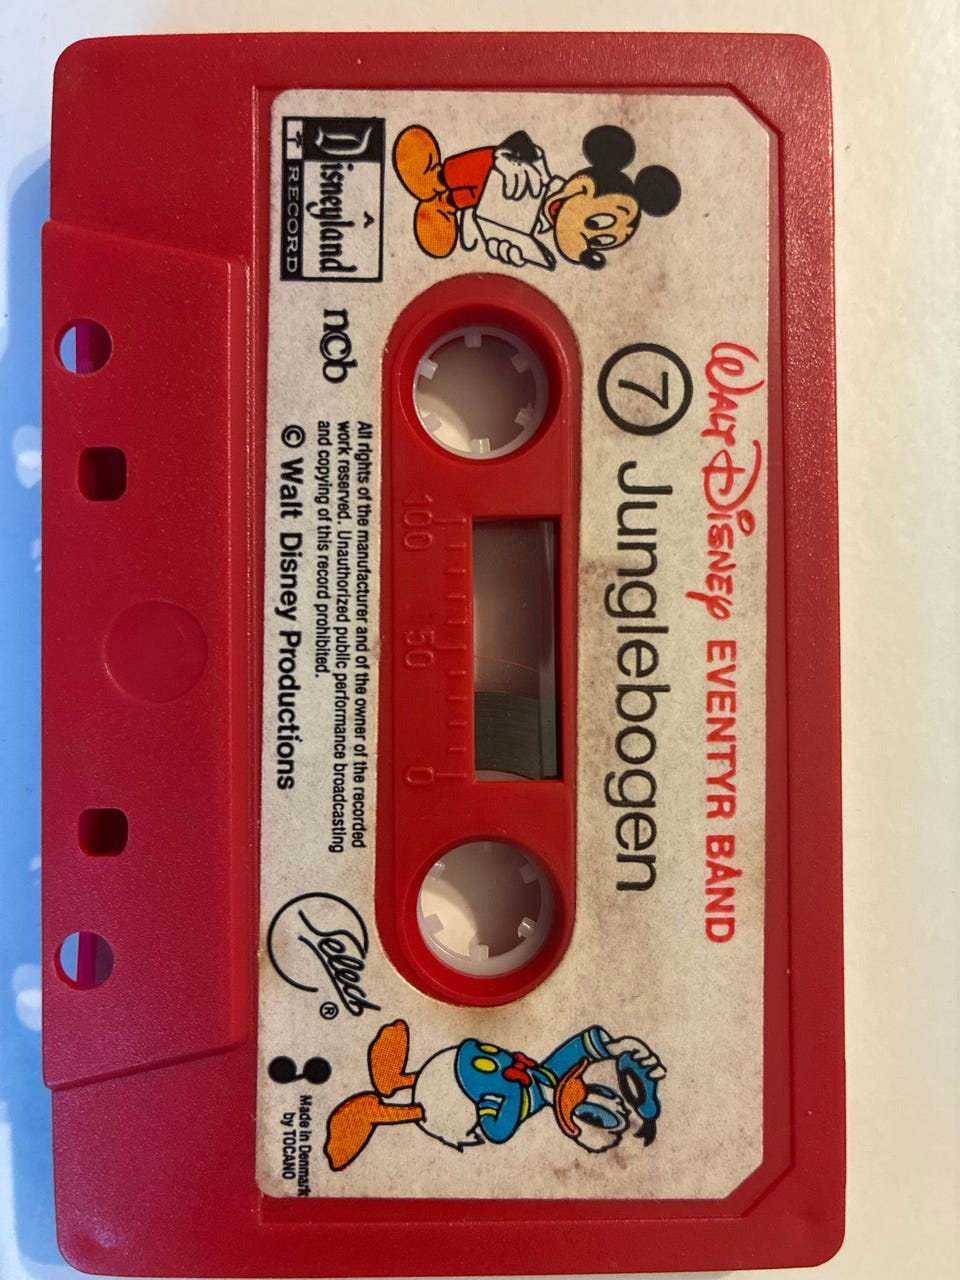 WALT DISNEY EVENTYR BÅND
7 Junglebogen
Disneyland
RECORD
ncb
100 50 0
All rights of the manufacturer and of the owner of the recorded
work reserved. Unauthorized public performance broadcasting
and copying of this record prohibited.
© Walt Disney Productions
Select ®
Made in Denmark
by TOCANO